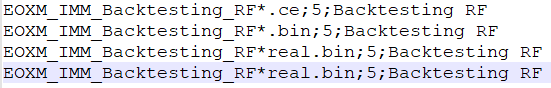 EOXM_IMM_Backtesting_RF*.ce;5;Backtesting RF
EOXM_IMM_Backtesting_RF*.bin;5;Backtesting RF
EOXM_IMM_Backtesting_RF*real.bin;5;Backtesting RF
EOXM_IMM_Backtesting_RF*real.bin;5;Backtesting RF